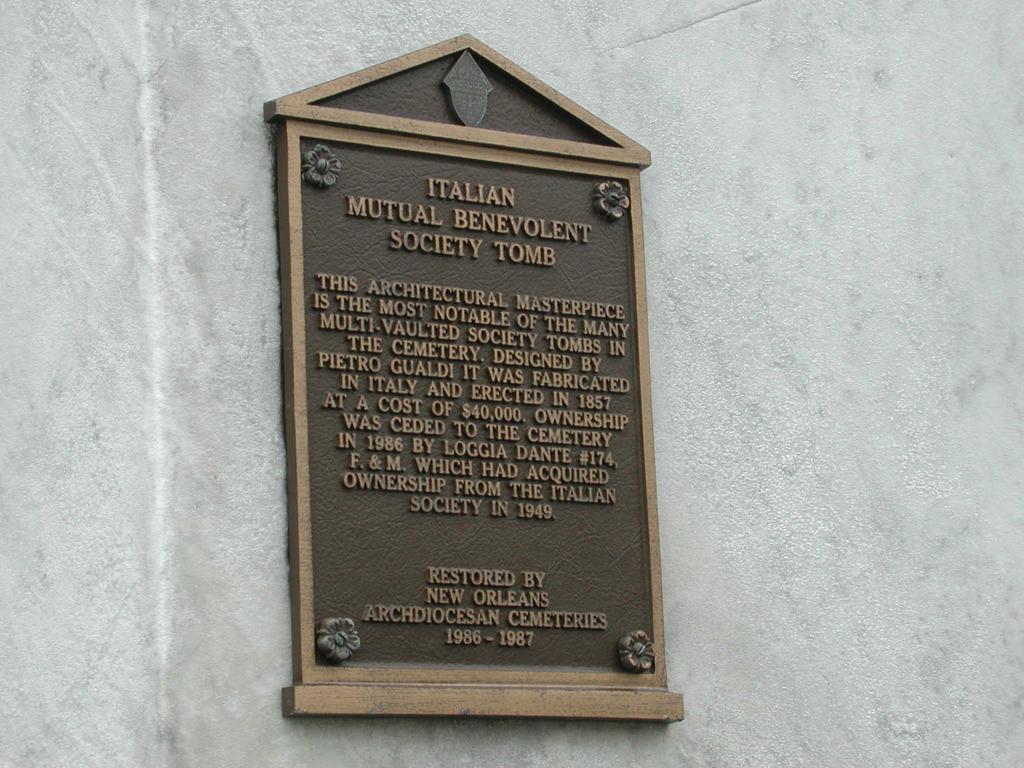 ITALIAN
MUTUAL BENEVOLENT
SOCIETY TOMB
THIS ARCHITECTURAL MASTERPIECE
IS THE MOST NOTABLE OF THE MANY
MULTI-VAULTED SOCIETY TOMBS IN
THE CEMETERY. DESIGNED BY
PIETRO GUALDI IT WAS FABRICATED
IN ITALY AND ERECTED IN 1857
AT A COST OF $40,000. OWNERSHIP
WAS CEDED TO THE CEMETERY
IN 1986 BY LOGGIA DANTE #174,
F. & M. WHICH HAD ACQUIRED
OWNERSHIP FROM THE ITALIAN
SOCIETY IN 1949.
RESTORED BY
NEW ORLEANS
ARCHDIOCESAN CEMETERIES
1986 - 1987